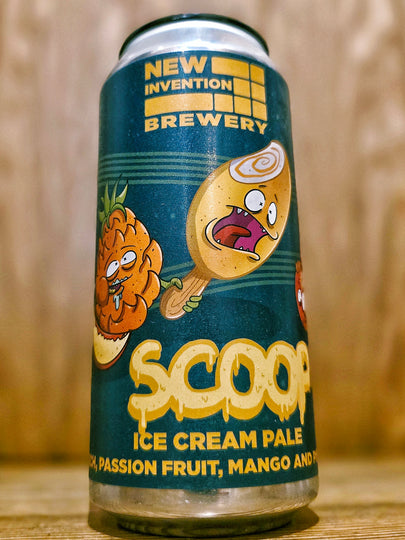 NEW
INVENTION
BREWERY
SCOOP
ICE CREAM PALE
PASSION FRUIT, MANGO AND